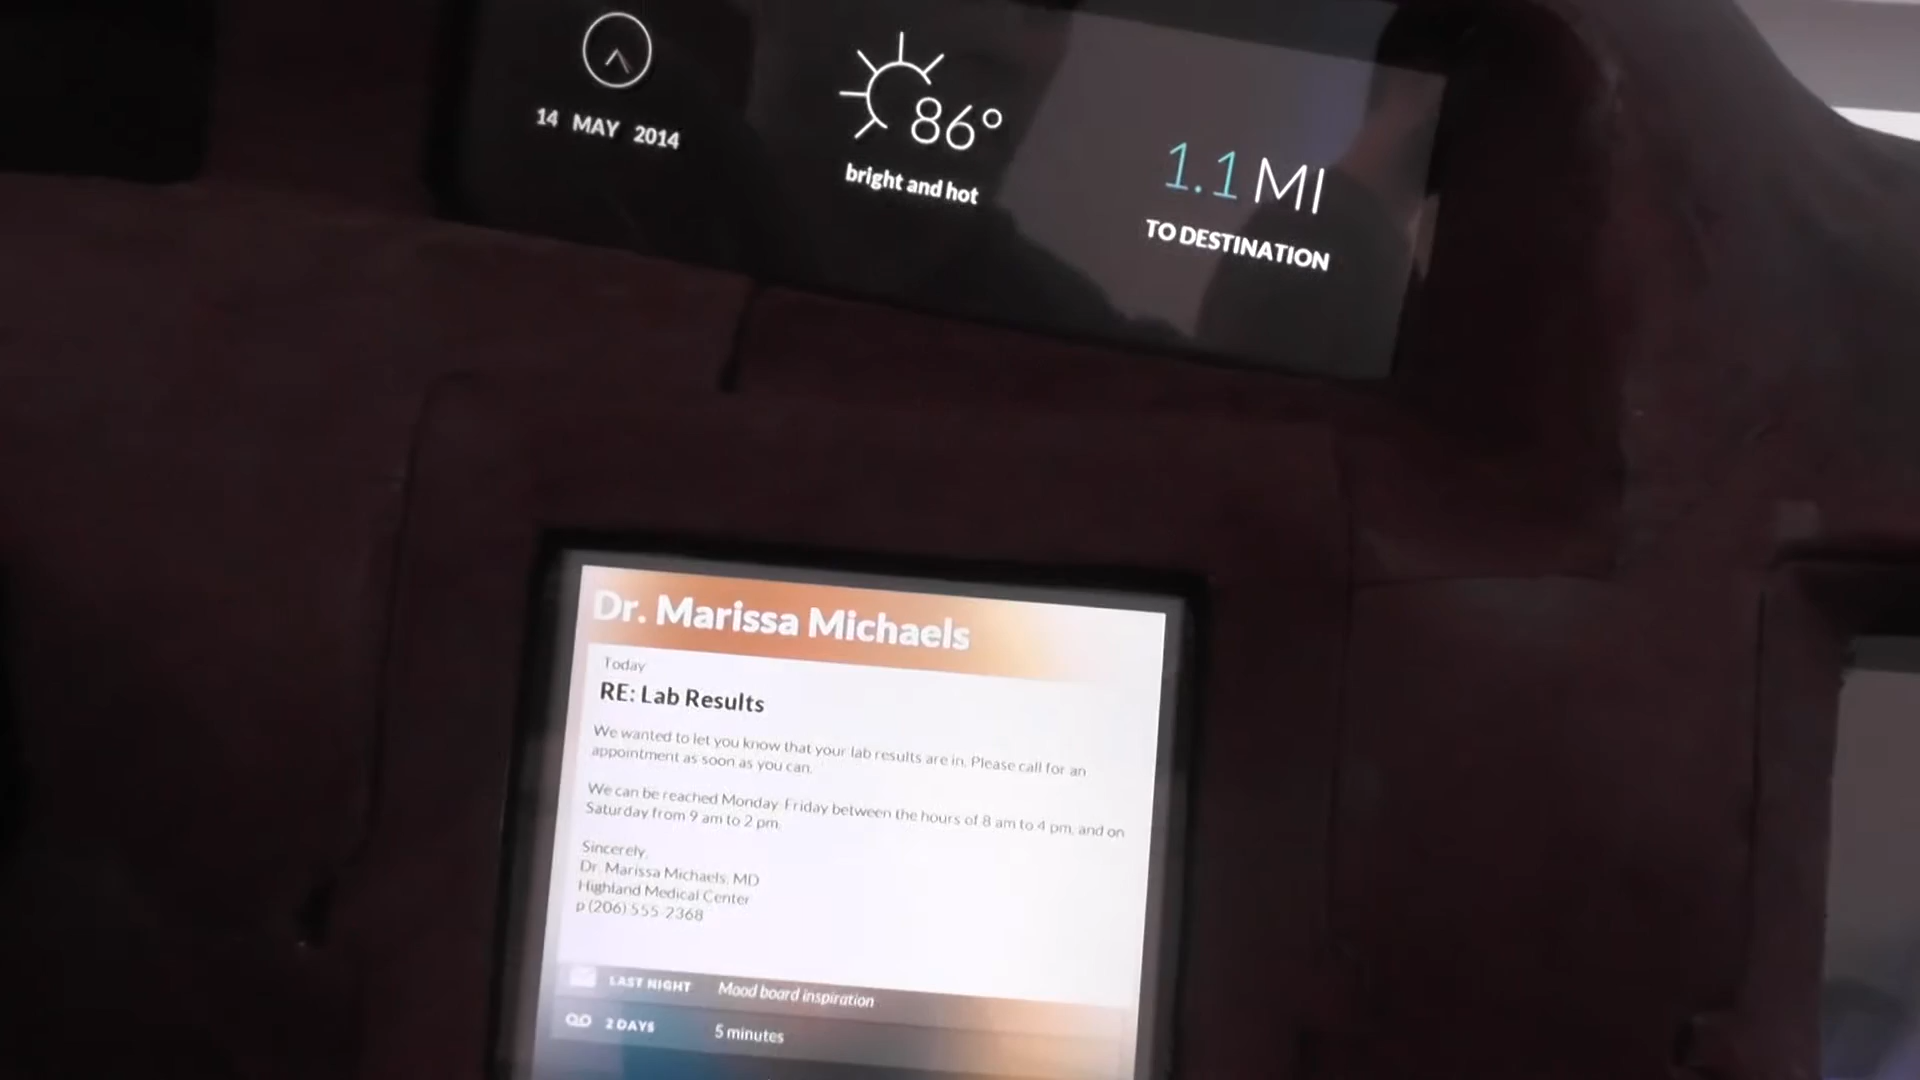 14 MAY 2014
86°
bright and hot
1.1 MI
TO DESTINATION
Dr. Marissa Michaels
Today
RE: Lab Results
We wanted to let you know that your lab results are in. Please call for an
appointment as soon as you can.
We can be reached Monday-Friday between the hours of 8 am to 4 pm, and on
Saturday from 9 am to 2 pm.
Sincerely,
Dr. Marissa Michaels, MD
Highland Medical Center
p (206) 555-2368
LAST NIGHT Mood board inspiration
2 DAYS 5 minutes